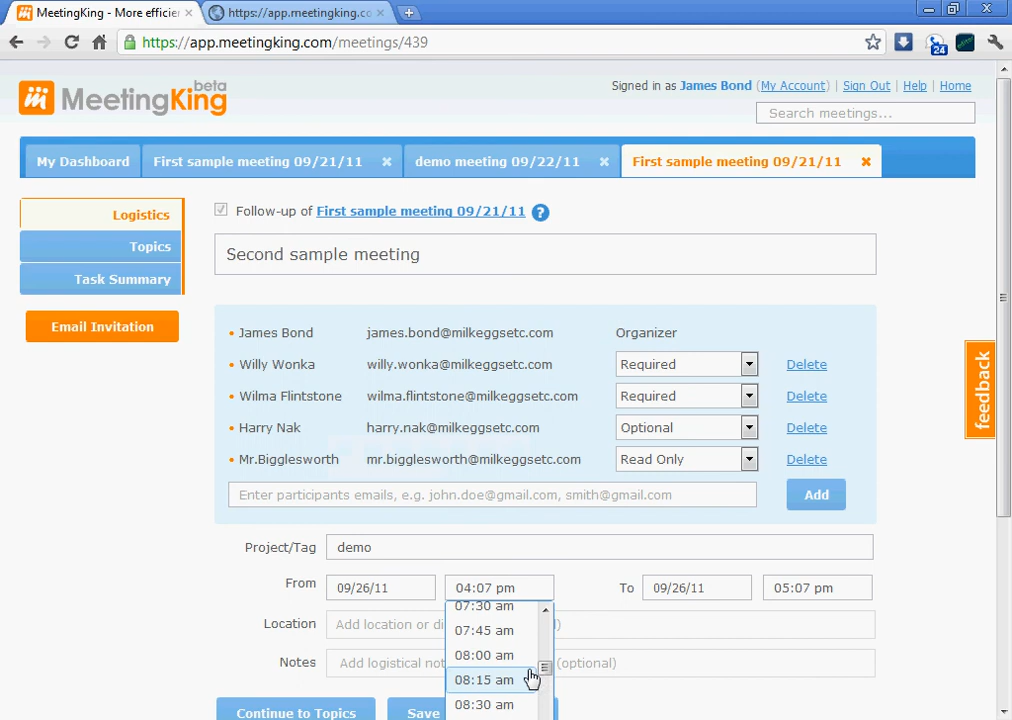 MeetingKing - More efficien
https://app.meetingking.co
https://app.meetingking.com/meetings/439
24
MeetingKing beta
Signed in as James Bond (My Account) | Sign Out | Help | Home
Search meetings...
My Dashboard
First sample meeting 09/21/11
demo meeting 09/22/11
First sample meeting 09/21/11
Logistics
Topics
Task Summary
Email Invitation
Follow-up of First sample meeting 09/21/11 ?
Second sample meeting
• James Bond james.bond@milkeggsetc.com Organizer
• Willy Wonka willy.wonka@milkeggsetc.com Required Delete
• Wilma Flintstone wilma.flintstone@milkeggsetc.com Required Delete
• Harry Nak harry.nak@milkeggsetc.com Optional Delete
• Mr.Bigglesworth mr.bigglesworth@milkeggsetc.com Read Only Delete
Enter participants emails, e.g. john.doe@gmail.com, smith@gmail.com Add
feedback
Project/Tag demo
From 09/26/11 04:07 pm To 09/26/11 05:07 pm
07:30 am
07:45 am
08:00 am
08:15 am
08:30 am
Location Add location or di
Notes Add logistical not (optional)
Continue to Topics
Save